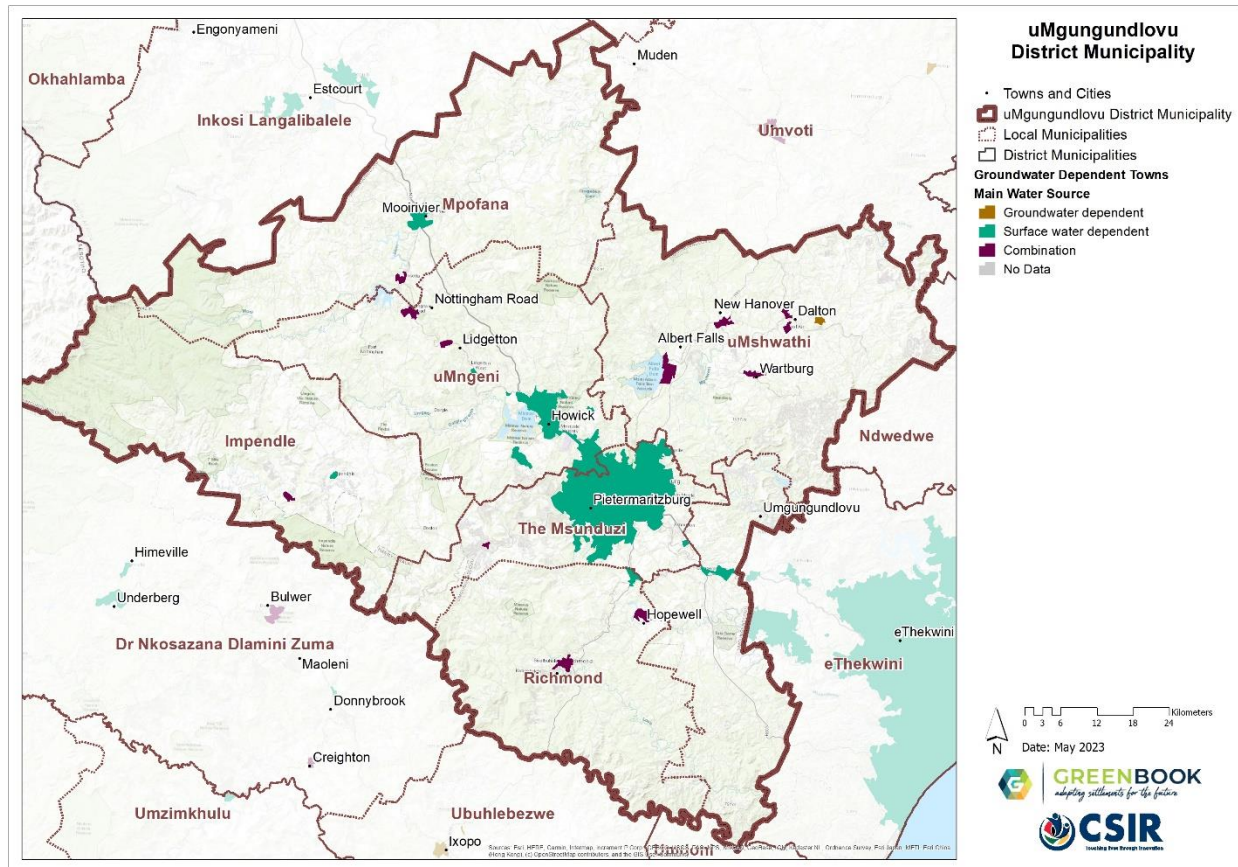 uMgungundlovu
District Municipality
Towns and Cities
uMgungundlovu District Municipality
Local Municipalities
District Municipalities
Groundwater Dependent Towns
Main Water Source
Groundwater dependent
Surface water dependent
Combination
No Data
Engonyameni
Muden
Okhahlamba
Estcourt
Inkosi Langalibalele
Umvoti
Mooirivier
Mpofana
Nottingham Road
New Hanover
Dalton
Lidgetton
Albert Falls
uMshwathi
uMngeni
Wartburg
Howick
Impendle
Ndwedwe
Pietermaritzburg
Umgungundlovu
The Msunduzi
Himeville
Underberg
Bulwer
Hopewell
eThekwini
Dr Nkosazana Dlamini Zuma
Maoleni
eThekwini
Richmond
Donnybrook
Creighton
Umzimkhulu
Ubuhlebezwe
Ixopo
Kilometers
0 3 6 12 18 24
N
Date: May 2023
GREENBOOK
adapting settlements for the future
CSIR
Touching lives through innovation